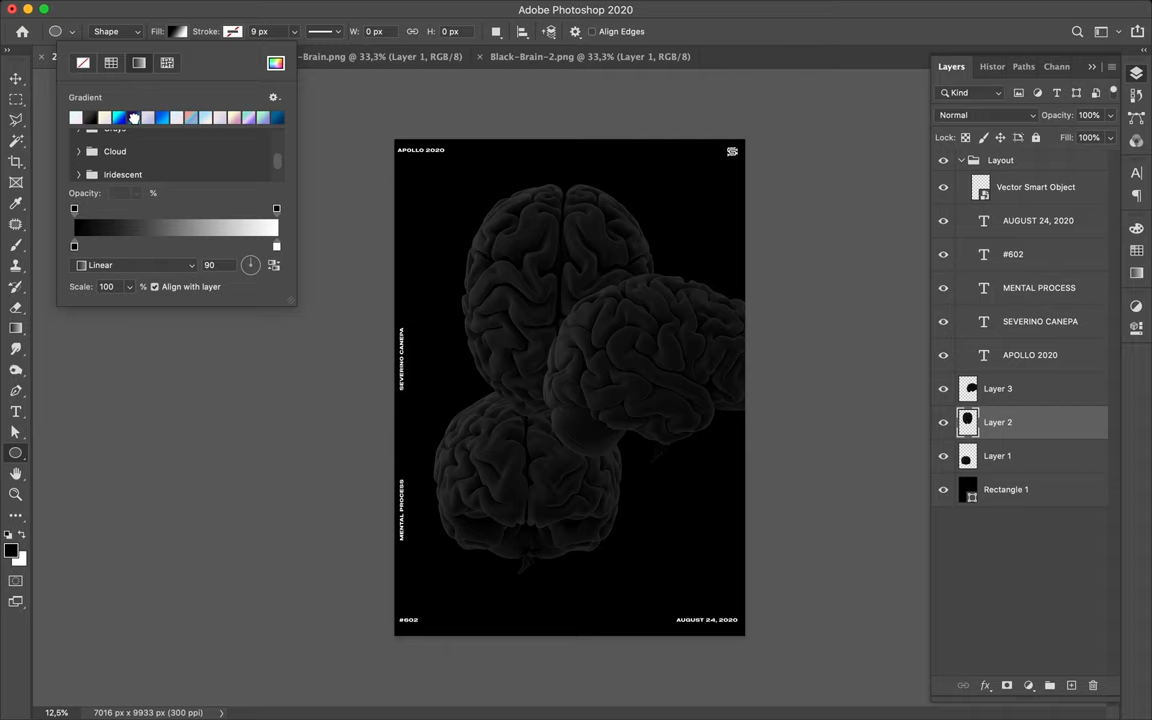 Adobe Photoshop 2020
Shape Fill: Stroke: 9 px W: 0 px H: 0 px Align Edges
2 -Brain.png @ 33,3% (Layer 1, RGB/8) Black-Brain-2.png @ 33,3% (Layer 1, RGB/8)
Gradient
Grays
Cloud
Iridescent
Opacity: %
Linear 90
Scale: 100 % Align with layer
APOLLO 2020
SEVERINO CANEPA
MENTAL PROCESS
#602
AUGUST 24, 2020
Layers Histor Paths Chann
Kind
Normal Opacity: 100%
Lock: Fill: 100%
Layout
Vector Smart Object
AUGUST 24, 2020
#602
MENTAL PROCESS
SEVERINO CANEPA
APOLLO 2020
Layer 3
Layer 2
Layer 1
Rectangle 1
fx
12,5% 7016 px x 9933 px (300 ppi)